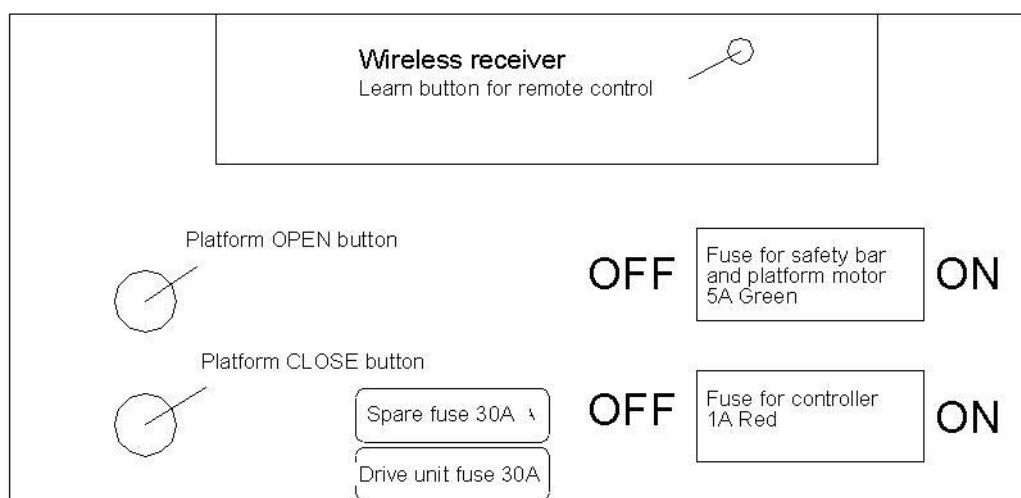 Wireless receiver
Learn button for remote control
Platform OPEN button
OFF
Fuse for safety bar
and platform motor
5A Green
ON
Platform CLOSE button
Spare fuse 30A
OFF
Fuse for controller
1A Red
ON
Drive unit fuse 30A